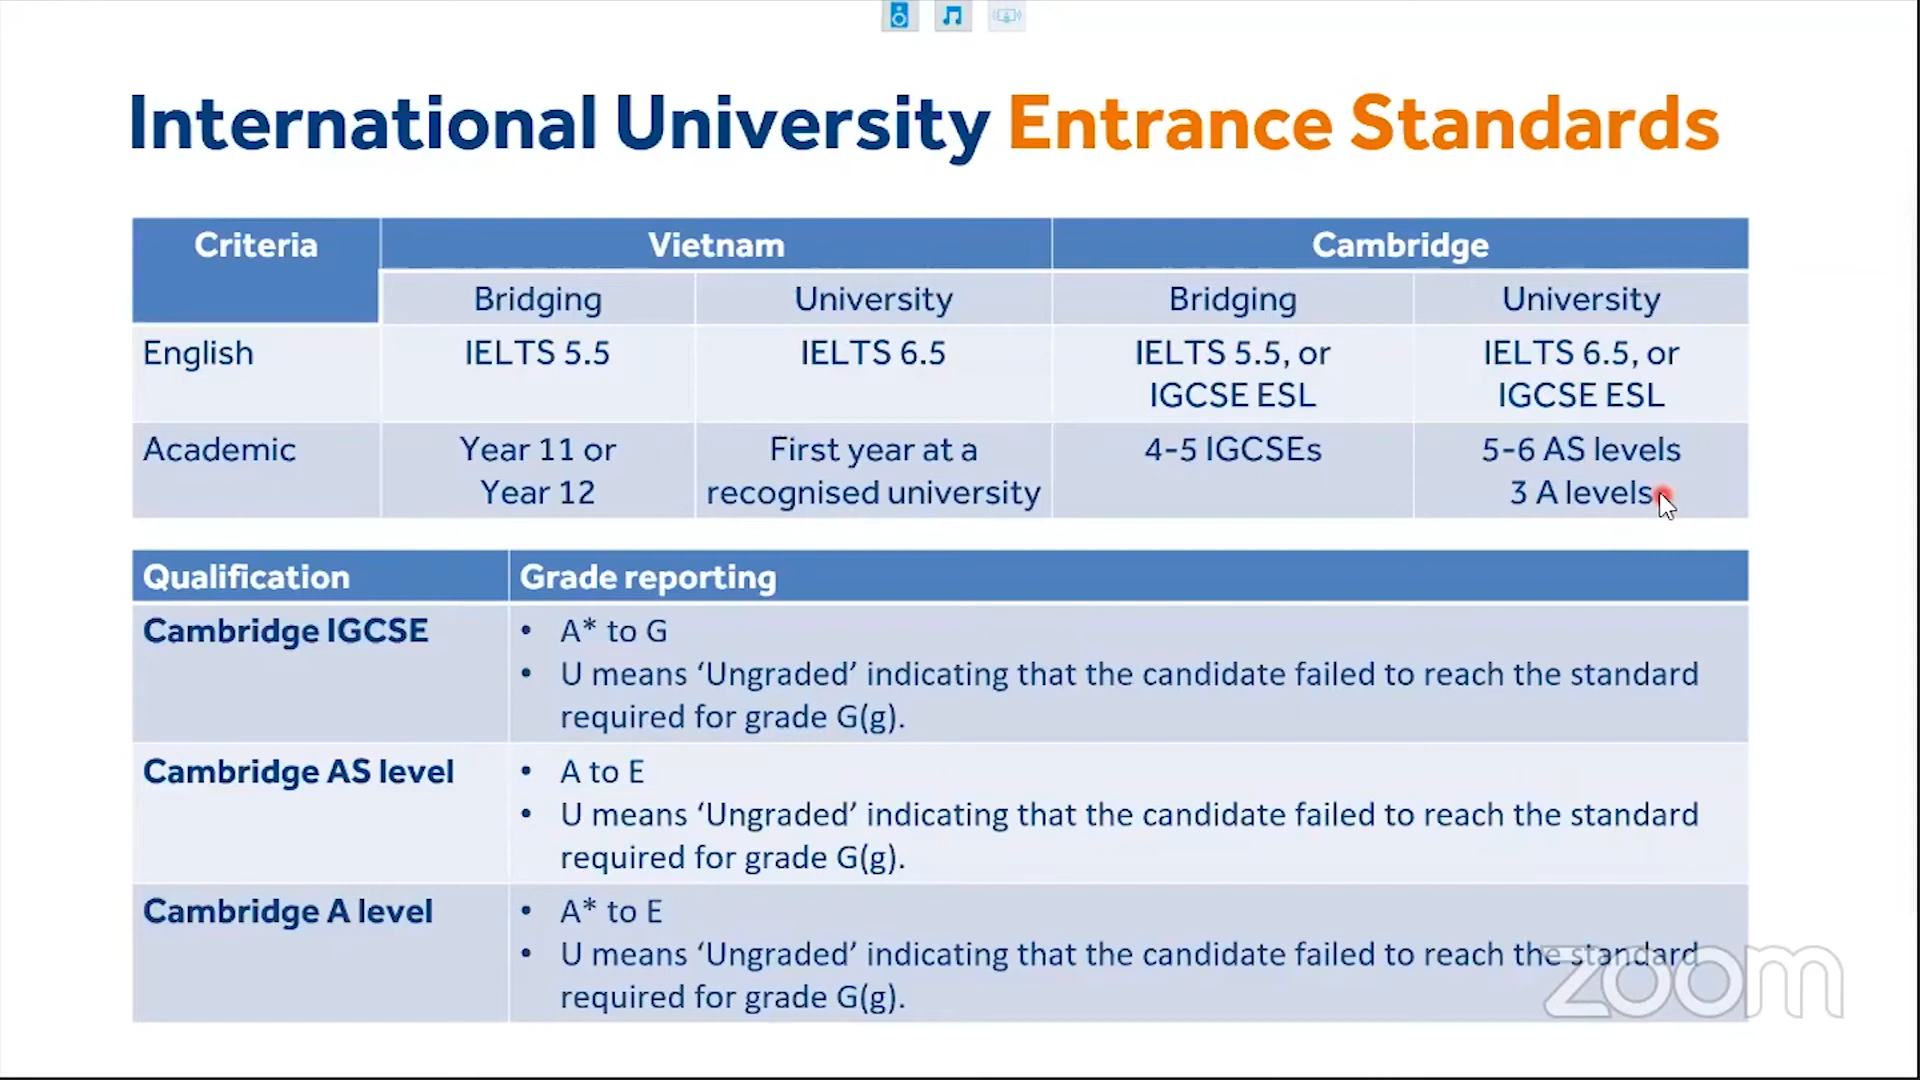 International University Entrance Standards
Criteria Vietnam Cambridge
Bridging University Bridging University
English IELTS 5.5 IELTS 6.5 IELTS 5.5, or IELTS 6.5, or
IGCSE ESL IGCSE ESL
Academic Year 11 or First year at a 4-5 IGCSEs 5-6 AS levels
Year 12 recognised university 3 A levels
Qualification Grade reporting
Cambridge IGCSE • A* to G
• U means ‘Ungraded’ indicating that the candidate failed to reach the standard
required for grade G(g).
Cambridge AS level • A to E
• U means ‘Ungraded’ indicating that the candidate failed to reach the standard
required for grade G(g).
Cambridge A level • A* to E
• U means ‘Ungraded’ indicating that the candidate failed to reach the standard
required for grade G(g).
zoom